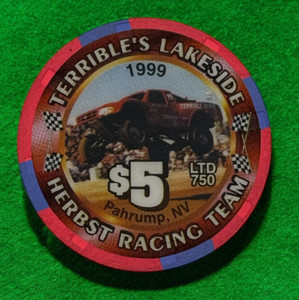 TERRIBLE'S LAKESIDE
1999
$5
LTD
750
Pahrump, NV
HERBST RACING TEAM